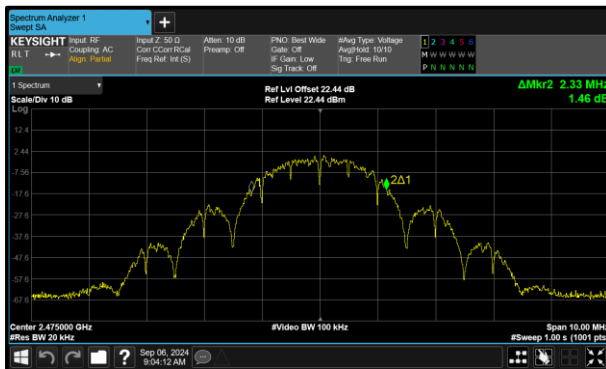 Spectrum Analyzer 1
Swept SA
KEYSIGHT
RLT
Input: RF
Coupling: AC
Align: Partial
Input Z: 50 Ω
Corr CCorr RCal
Freq Ref: Int (S)
Atten: 10 dB
Preamp: Off
PNO: Best Wide
Gate: Off
IF Gain: Low
Sig Track: Off
#Avg Type: Voltage
Avg|Hold: 10/10
Trig: Free Run
1 2 3 4 5 6
M W W W W W
P N N N N N
1 Spectrum
Scale/Div 10 dB
Ref Lvl Offset 22.44 dB
Ref Level 22.44 dBm
ΔMkr2 2.33 MHz
1.46 dB
Log
12.4
2.44
-7.56
-17.6
-27.6
-37.6
-47.6
-57.6
-67.6
2Δ1
Center 2.475000 GHz
#Res BW 20 kHz
#Video BW 100 kHz
Span 10.00 MHz
#Sweep 1.00 s (1001 pts)
?
Sep 06, 2024
9:04:12 AM